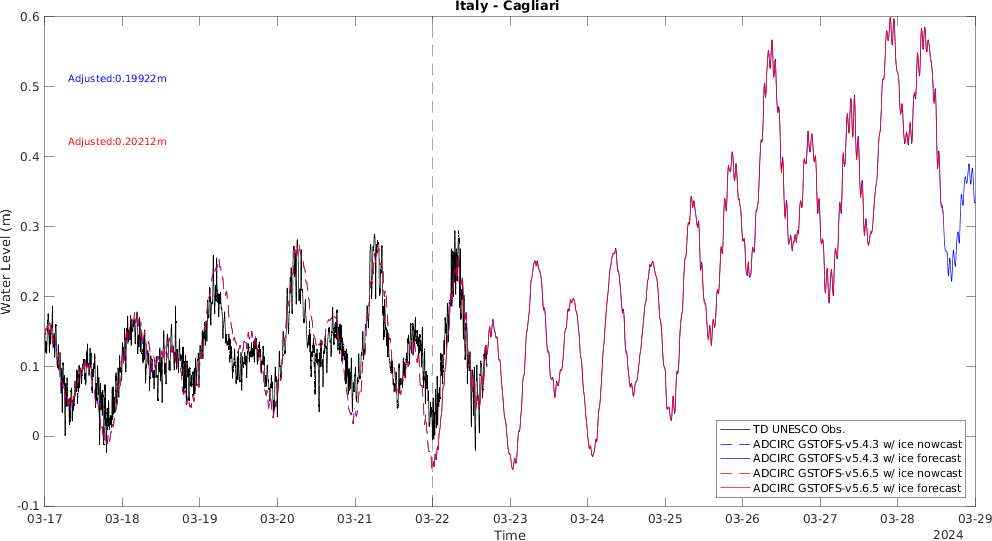 Italy - Cagliari
0.6
0.5
0.4
0.3
0.2
0.1
0
-0.1
Water Level (m)
Adjusted:0.19922m
Adjusted:0.20212m
TD UNESCO Obs.
ADCIRC GSTOFS-v5.4.3 w/ ice nowcast
ADCIRC GSTOFS-v5.4.3 w/ ice forecast
ADCIRC GSTOFS-v5.6.5 w/ ice nowcast
ADCIRC GSTOFS-v5.6.5 w/ ice forecast
03-17 03-18 03-19 03-20 03-21 03-22 03-23 03-24 03-25 03-26 03-27 03-28 03-29
Time
2024